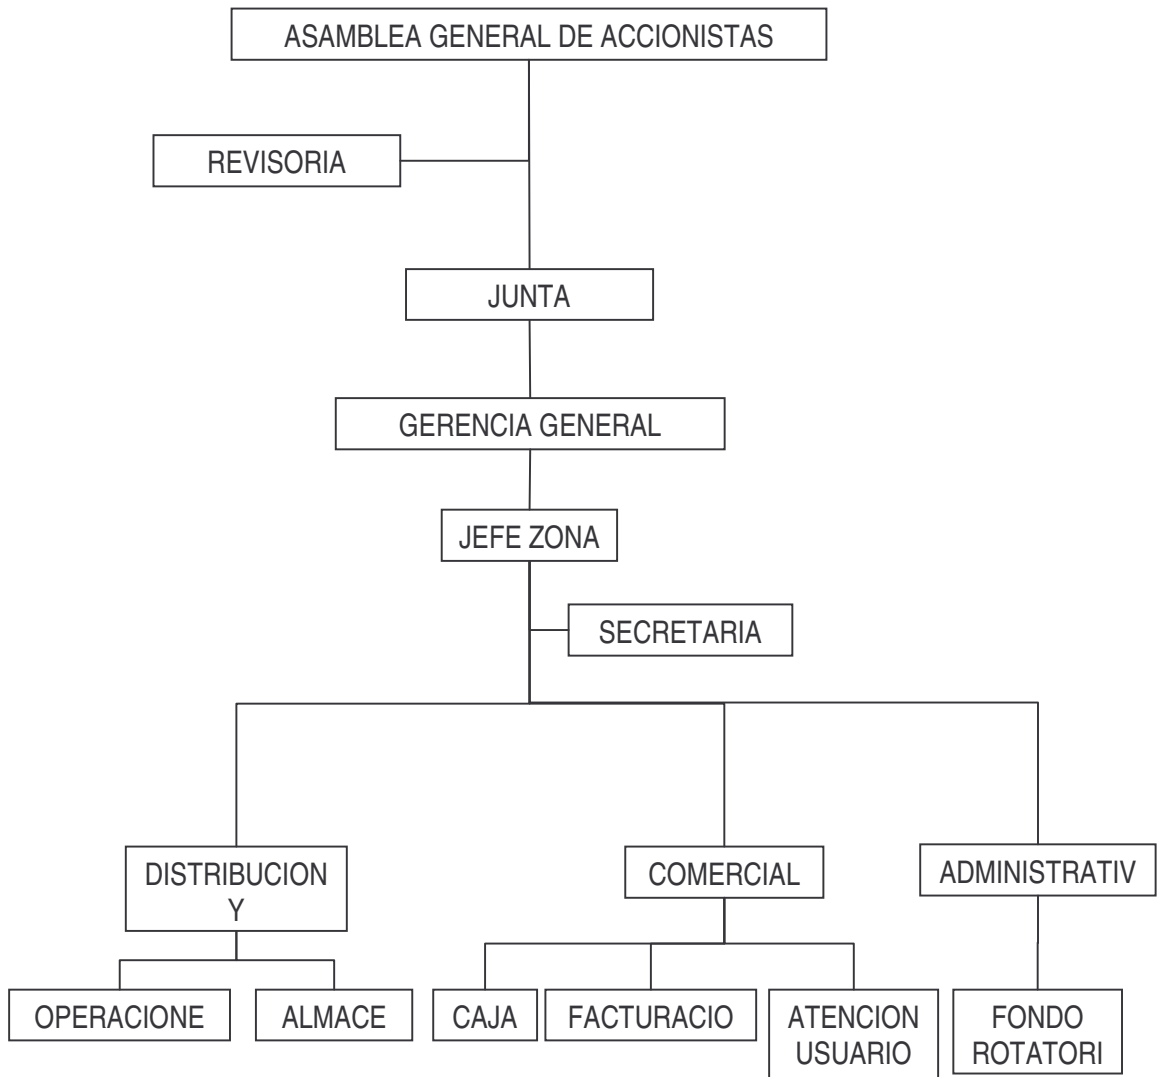 ASAMBLEA GENERAL DE ACCIONISTAS
REVISORIA
JUNTA
GERENCIA GENERAL
JEFE ZONA
SECRETARIA
DISTRIBUCION
Y
COMERCIAL
ADMINISTRATIV
OPERACIONE
ALMACE
CAJA
FACTURACIO
ATENCION
USUARIO
FONDO
ROTATORI